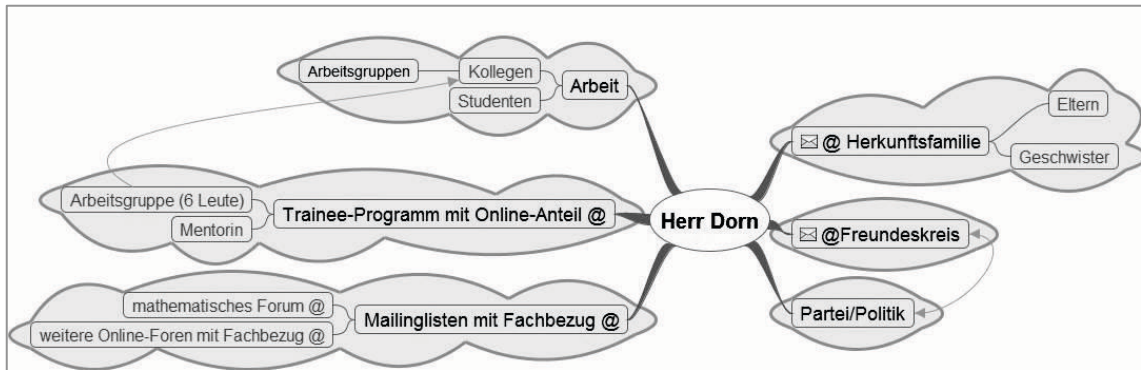 Arbeitsgruppen
Kollegen
Studenten
Arbeit
Arbeitsgruppe (6 Leute)
Mentorin
Trainee-Programm mit Online-Anteil @
mathematisches Forum @
weitere Online-Foren mit Fachbezug @
Mailinglisten mit Fachbezug @
Herr Dorn
@ Herkunftsfamilie
Eltern
Geschwister
@Freundeskreis
Partei/Politik